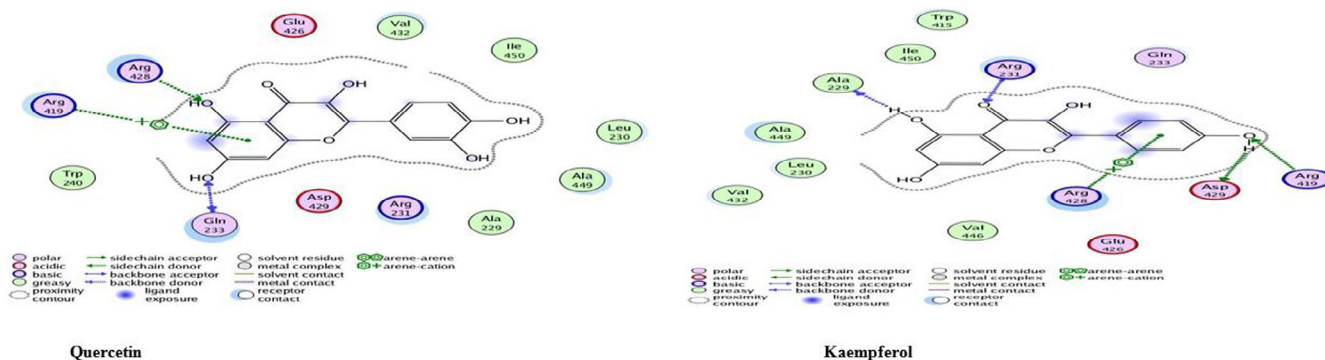 Glu
426
Val
432
Ile
450
Arg
428
Arg
419
HO
O
OH
OH
OH
O
HO
Leu
230
Trp
240
Ala
449
Asp
429
Arg
231
Ala
229
Gln
233
polar
acidic
basic
greasy
proximity
contour
sidechain acceptor
sidechain donor
backbone acceptor
backbone donor
ligand
exposure
solvent residue
metal complex
solvent contact
metal contact
receptor
contact
arene-arene
arene-cation
Quercetin
Trp
415
Ile
450
Arg
231
Gln
233
Ala
229
H
O
O
OH
Ala
449
O
O
H
Leu
230
HO
Val
432
Arg
428
Asp
429
Arg
419
Val
446
Glu
426
polar
acidic
basic
greasy
proximity
contour
sidechain acceptor
sidechain donor
backbone acceptor
backbone donor
ligand
exposure
solvent residue
metal complex
solvent contact
metal contact
receptor
contact
arene-arene
arene-cation
Kaempferol